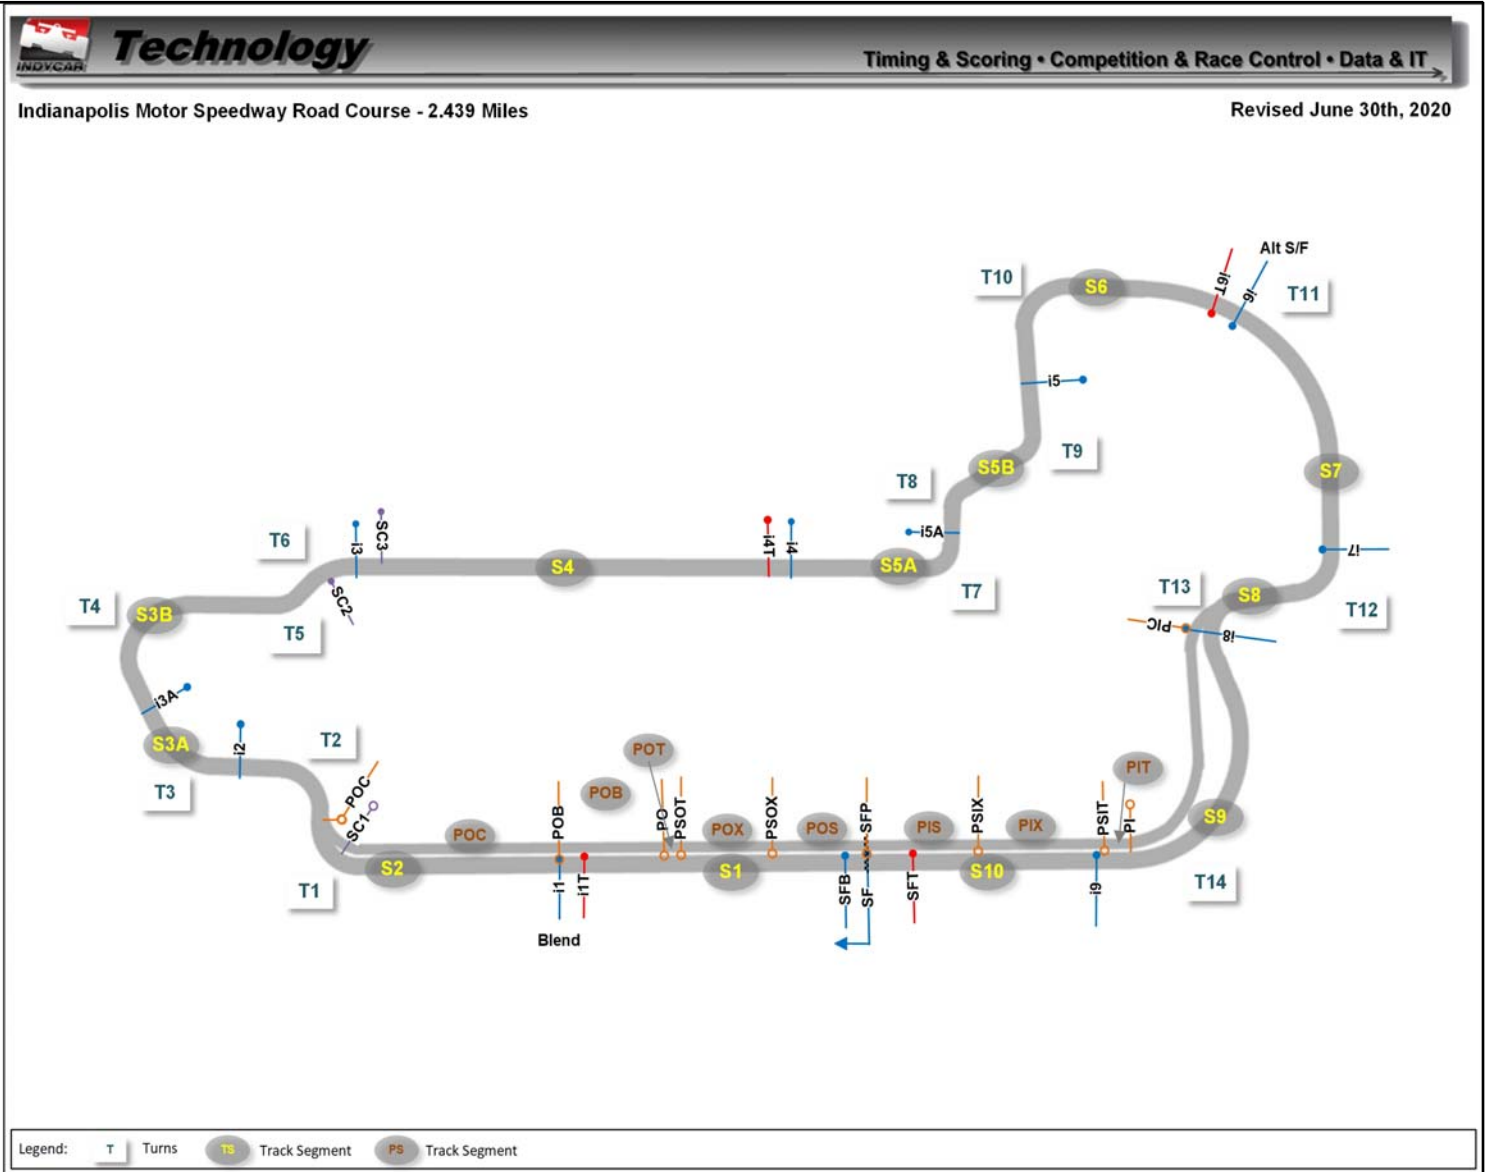 INDYCAR
Technology
Timing & Scoring • Competition & Race Control • Data & IT
Indianapolis Motor Speedway Road Course - 2.439 Miles
Revised June 30th, 2020
Alt S/F
T10
S6
i6T
i6
T11
i5
T9
T8
S5B
S7
i5A
T6
i3
SC3
S4
i4T
i4
S5A
T7
i7
T13
S8
T12
T4
S3B
SC2
T5
PIC
i8
i3A
S3A
i2
T2
T3
POC
SC1
POT
POB
PIT
POC
POB
PO
PSOT
POX
PSOX
POS
SFP
PIS
PSIX
PIX
PSIT
PI
S9
T1
S2
i1
i1T
S1
SFB
SF
SFT
S10
i9
T14
Blend
Legend: T Turns TS Track Segment PS Track Segment